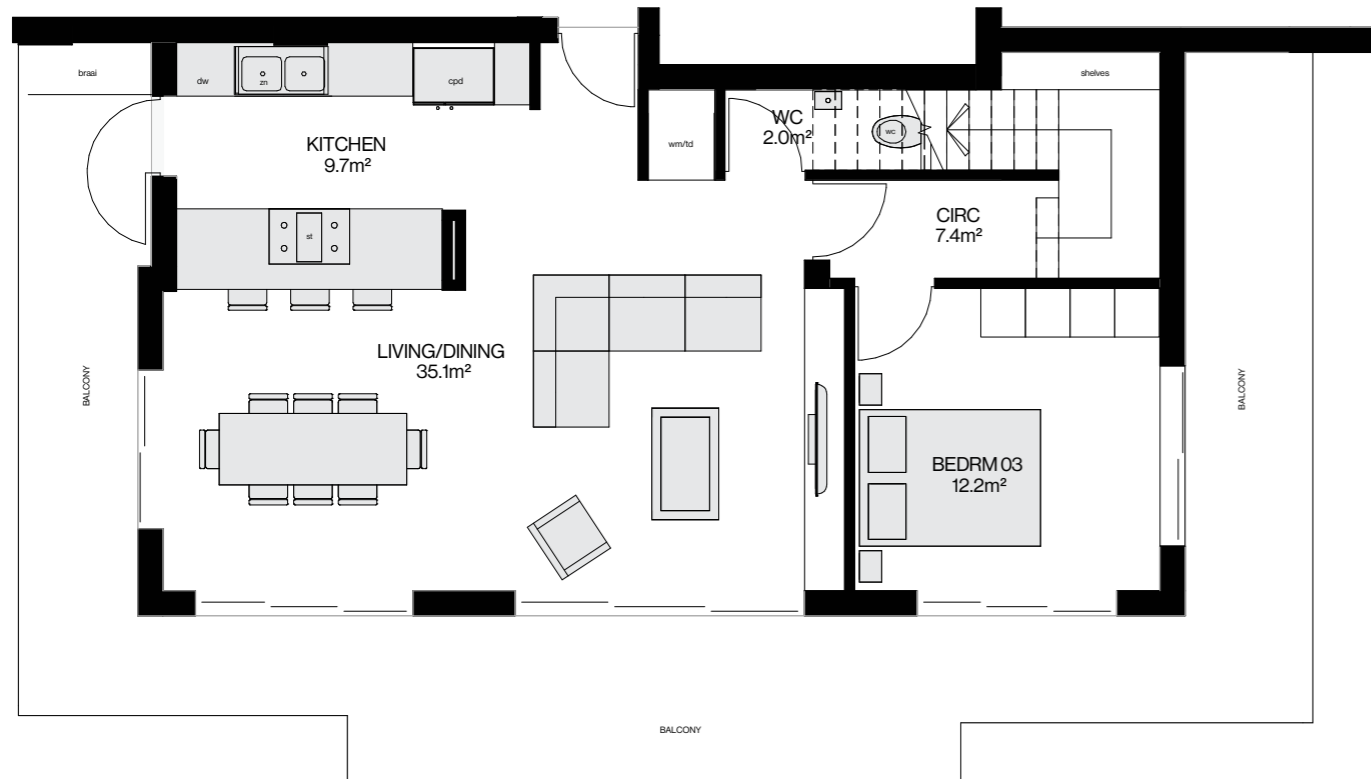 braai
dw
zn
cpd
shelves
KITCHEN
9.7m²
wm/td
WC
2.0m²
wc
CIRC
7.4m²
st
LIVING/DINING
35.1m²
BALCONY
BALCONY
BEDRM 03
12.2m²
BALCONY